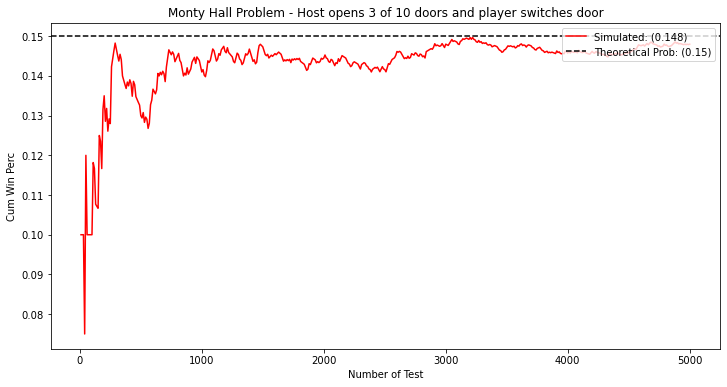 Monty Hall Problem - Host opens 3 of 10 doors and player switches door
Cum Win Perc
0.15
0.14
0.13
0.12
0.11
0.10
0.09
0.08
Simulated: (0.148)
Theoretical Prob: (0.15)
0 1000 2000 3000 4000 5000
Number of Test